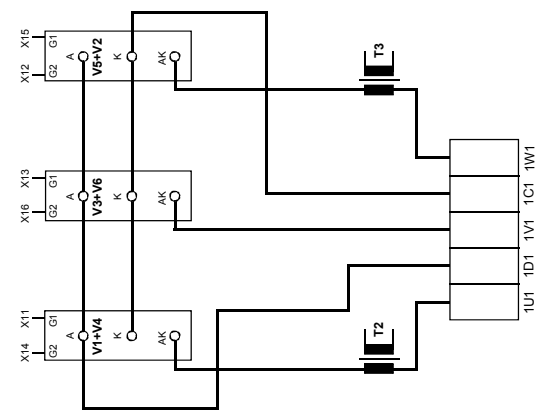 X15
G1
X12
G2
A
V5+V2
K
AK
T3
X13
G1
X16
G2
A
V3+V6
K
AK
X11
G1
X14
G2
A
V1+V4
K
AK
T2
1W1
1C1
1V1
1D1
1U1